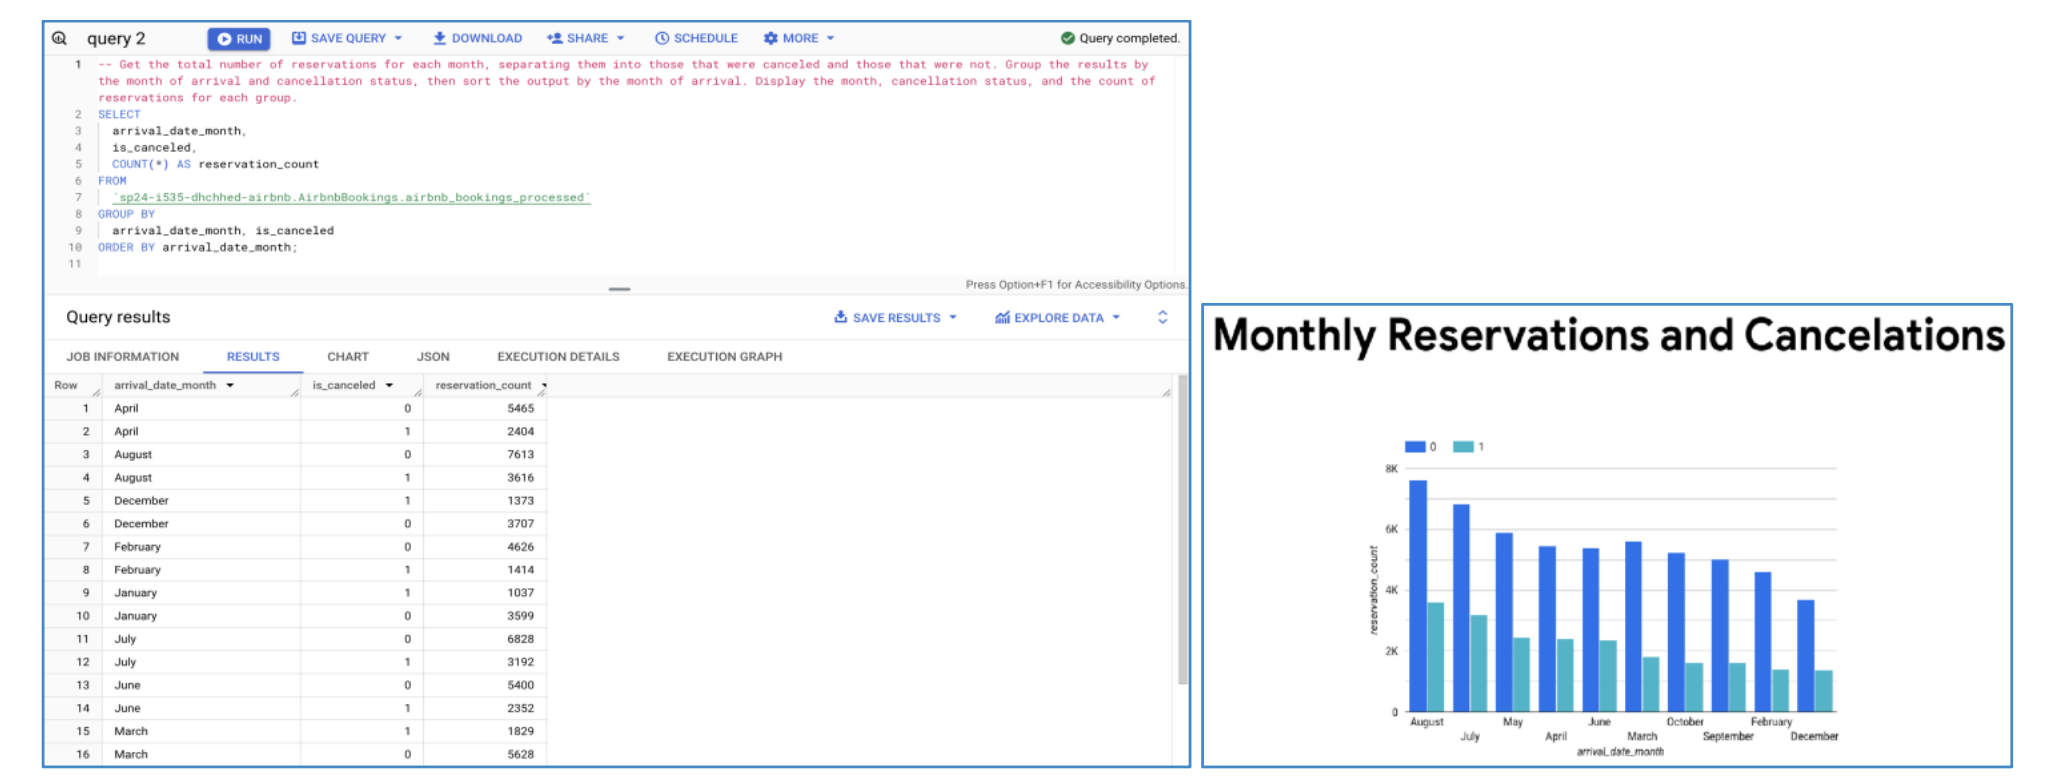 query 2 RUN SAVE QUERY DOWNLOAD SHARE SCHEDULE MORE Query completed.
1 -- Get the total number of reservations for each month, separating them into those that were canceled and those that were not. Group the results by
the month of arrival and cancellation status, then sort the output by the month of arrival. Display the month, cancellation status, and the count of
reservations for each group.
2 SELECT
3 arrival_date_month,
4 is_canceled,
5 COUNT(*) AS reservation_count
6 FROM
7 `sp24-i535-dhchhed-airbnb.AirbnbBookings.airbnb_bookings_processed`
8 GROUP BY
9 arrival_date_month, is_canceled
10 ORDER BY arrival_date_month;
11
Press Option+F1 for Accessibility Options.
Query results SAVE RESULTS EXPLORE DATA
JOB INFORMATION RESULTS CHART JSON EXECUTION DETAILS EXECUTION GRAPH
Row arrival_date_month is_canceled reservation_count
1 April 0 5465
2 April 1 2404
3 August 0 7613
4 August 1 3616
5 December 1 1373
6 December 0 3707
7 February 0 4626
8 February 1 1414
9 January 1 1037
10 January 0 3599
11 July 0 6828
12 July 1 3192
13 June 0 5400
14 June 1 2352
15 March 1 1829
16 March 0 5628
Monthly Reservations and Cancelations
0 1
8K
6K
4K
2K
0
reservation_count
August May June October February
July April March September December
arrival_date_month